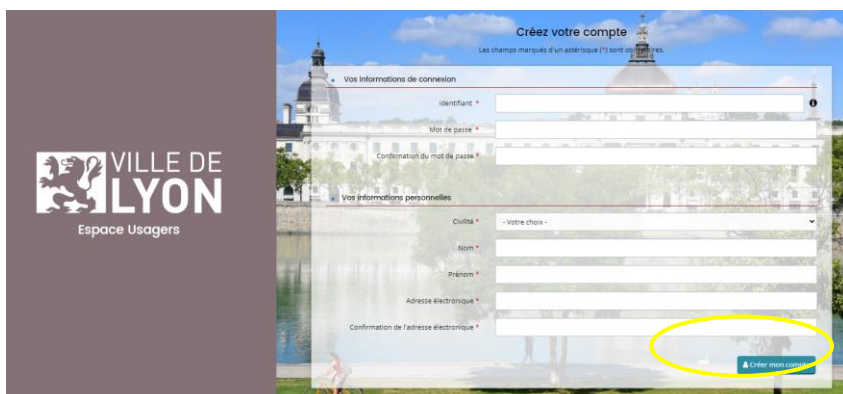 VILLE DE
LYON
Espace Usagers
Créez votre compte
Les champs marqués d'un astérisque (*) sont obligatoires.
Vos informations de connexion
Identifiant *
Mot de passe *
Confirmation du mot de passe *
Vos informations personnelles
Civilité * - Votre choix -
Nom *
Prénom *
Adresse électronique *
Confirmation de l'adresse électronique *
Créer mon compte